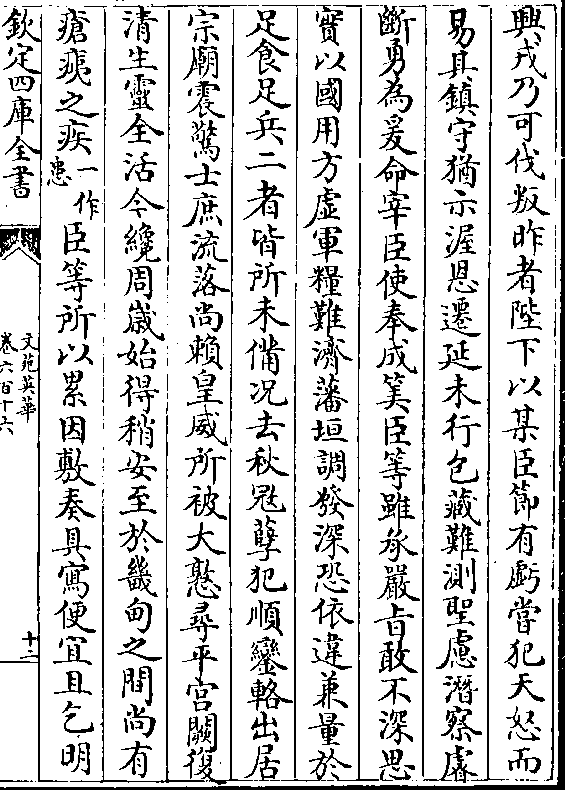 興戎乃可伐叛昨者陛下以某臣節有虧當犯天怒而
易其鎮守猶示渥恩遷延未行包藏難測聖慮潛察睿
斷勇為爰命宰臣使奉成筭臣等雖承嚴旨敢不深思
實以國用方虛軍糧難濟藩垣調發深恐依違兼量於
足食足兵二者皆所未備况去秋冦孽犯順鑾輅出居
宗廟震驚士庶流落尚賴皇威所被大憝尋平宫闕復
清生靈全活今纔周歲始得稍安至於畿甸之間尚有
瘡痍之疾一作患臣等所以累因敷奏具寫便宜且乞明
欽定四庫全書
文苑英華
卷六百十六
十二